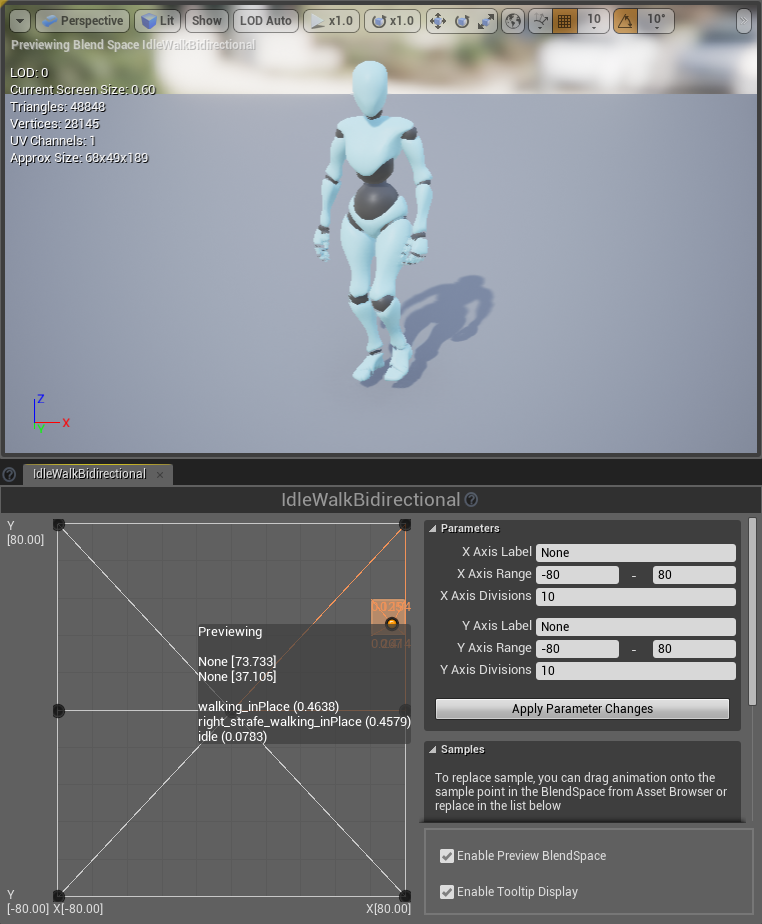 Perspective Lit Show LOD Auto x1.0 x1.0 10 10°
Previewing Blend Space IdleWalkBidirectional
LOD: 0
Current Screen Size: 0.60
Triangles: 48848
Vertices: 28145
UV Channels: 1
Approx Size: 68x49x189
Z
X
IdleWalkBidirectional
IdleWalkBidirectional
Y
[80.00]
Previewing
None [73.733]
None [37.105]
walking_inPlace (0.4638)
right_strafe_walking_inPlace (0.4579)
idle (0.0783)
Y
[-80.00] X[-80.00] X[80.00]
Parameters
X Axis Label None
X Axis Range -80 - 80
X Axis Divisions 10
Y Axis Label None
Y Axis Range -80 - 80
Y Axis Divisions 10
Apply Parameter Changes
Samples
To replace sample, you can drag animation onto the
sample point in the BlendSpace from Asset Browser or
replace in the list below
Enable Preview BlendSpace
Enable Tooltip Display